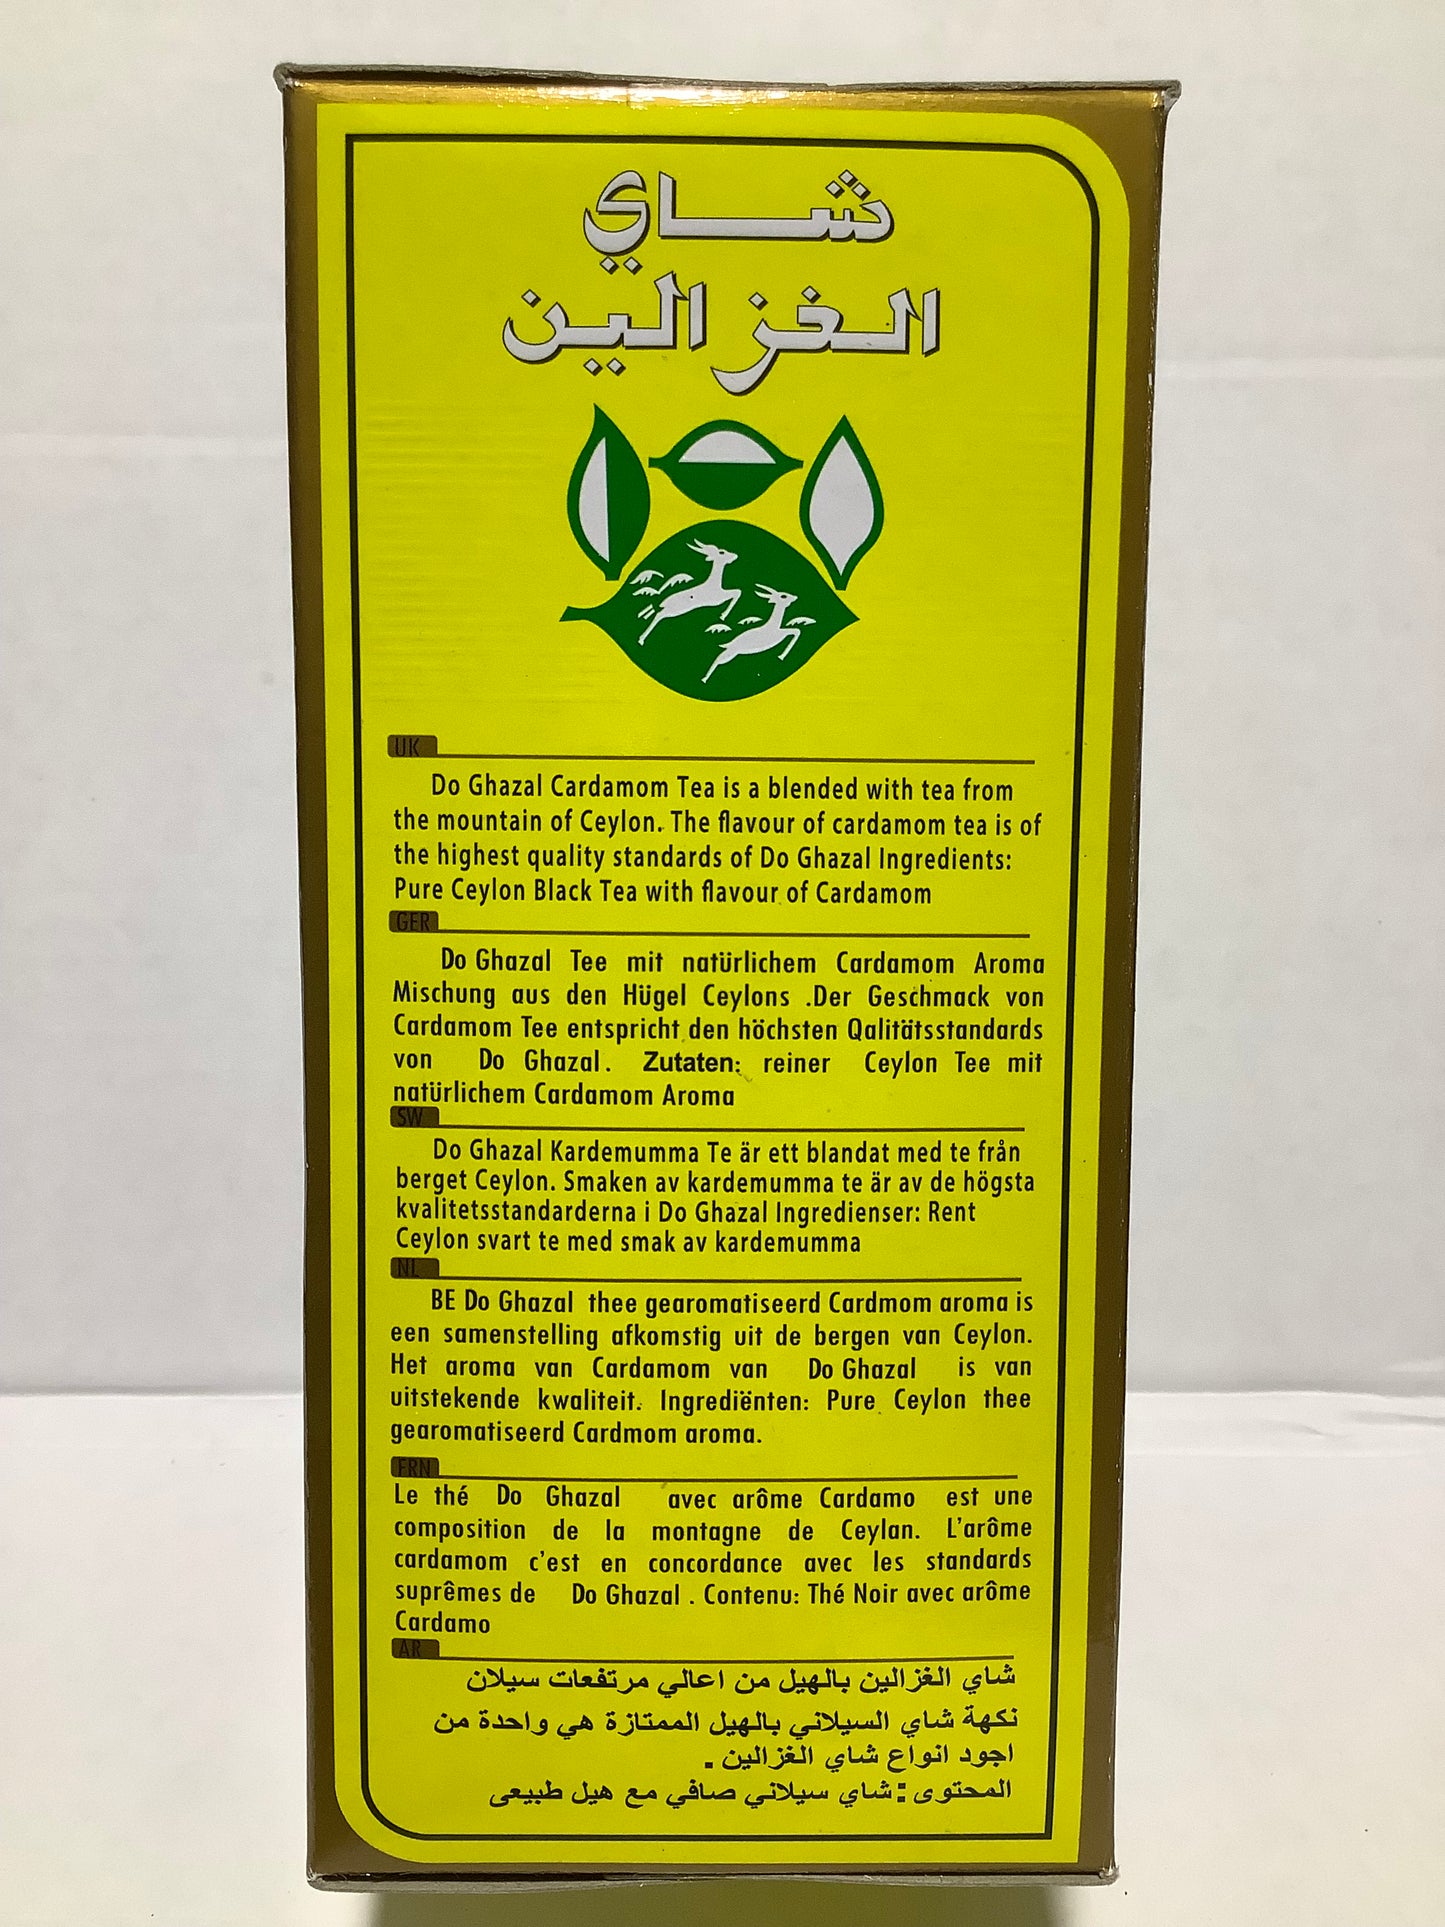 شاي
الغزالين
UK
Do Ghazal Cardamom Tea is a blended with tea from
the mountain of Ceylon. The flavour of cardamom tea is of
the highest quality standards of Do Ghazal Ingredients:
Pure Ceylon Black Tea with flavour of Cardamom
GER
Do Ghazal Tee mit natürlichem Cardamom Aroma
Mischung aus den Hügel Ceylons .Der Geschmack von
Cardamom Tee entspricht den höchsten Qalitätsstandards
von Do Ghazal. Zutaten: reiner Ceylon Tee mit
natürlichem Cardamom Aroma
SW
Do Ghazal Kardemumma Te är ett blandat med te från
berget Ceylon. Smaken av kardemumma te är av de högsta
kvalitetsstandarderna i Do Ghazal Ingredienser: Rent
Ceylon svart te med smak av kardemumma
NL
BE Do Ghazal thee gearomatiseerd Cardmom aroma is
een samenstelling afkomstig uit de bergen van Ceylon.
Het aroma van Cardamom van Do Ghazal is van
uitstekende kwaliteit. Ingrediënten: Pure Ceylon thee
gearomatiseerd Cardmom aroma.
FRN
Le thé Do Ghazal avec arôme Cardamo est une
composition de la montagne de Ceylan. L'arôme
cardamom c'est en concordance avec les standards
suprêmes de Do Ghazal . Contenu: Thé Noir avec arôme
Cardamo
AR
شاي الغزالين بالهيل من اعالي مرتفعات سيلان
نكهة شاي السيلاني بالهيل الممتازة هي واحدة من
اجود انواع شاي الغزالين .
المحتوى : شاي سيلاني صافي مع هيل طبيعى